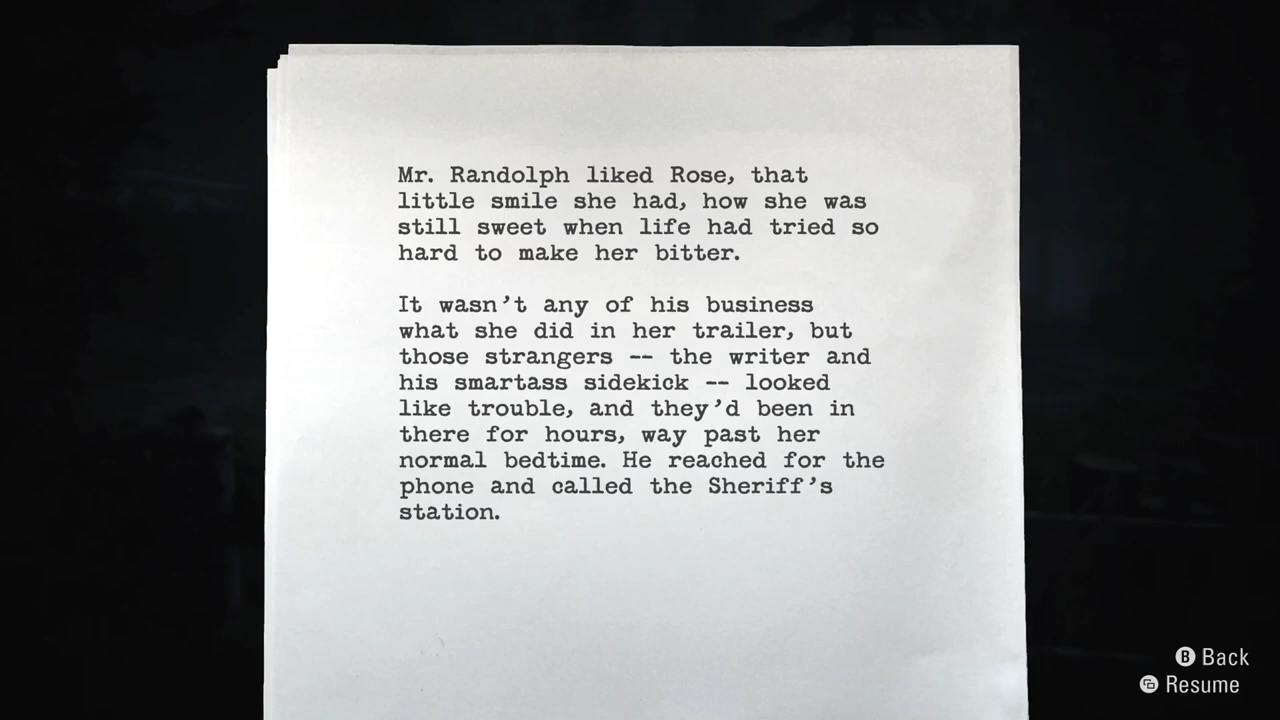 Mr. Randolph liked Rose, that
little smile she had, how she was
still sweet when life had tried so
hard to make her bitter.
It wasn't any of his business
what she did in her trailer, but
those strangers -- the writer and
his smartass sidekick -- looked
like trouble, and they'd been in
there for hours, way past her
normal bedtime. He reached for the
phone and called the Sheriff's
station.
B Back
Resume